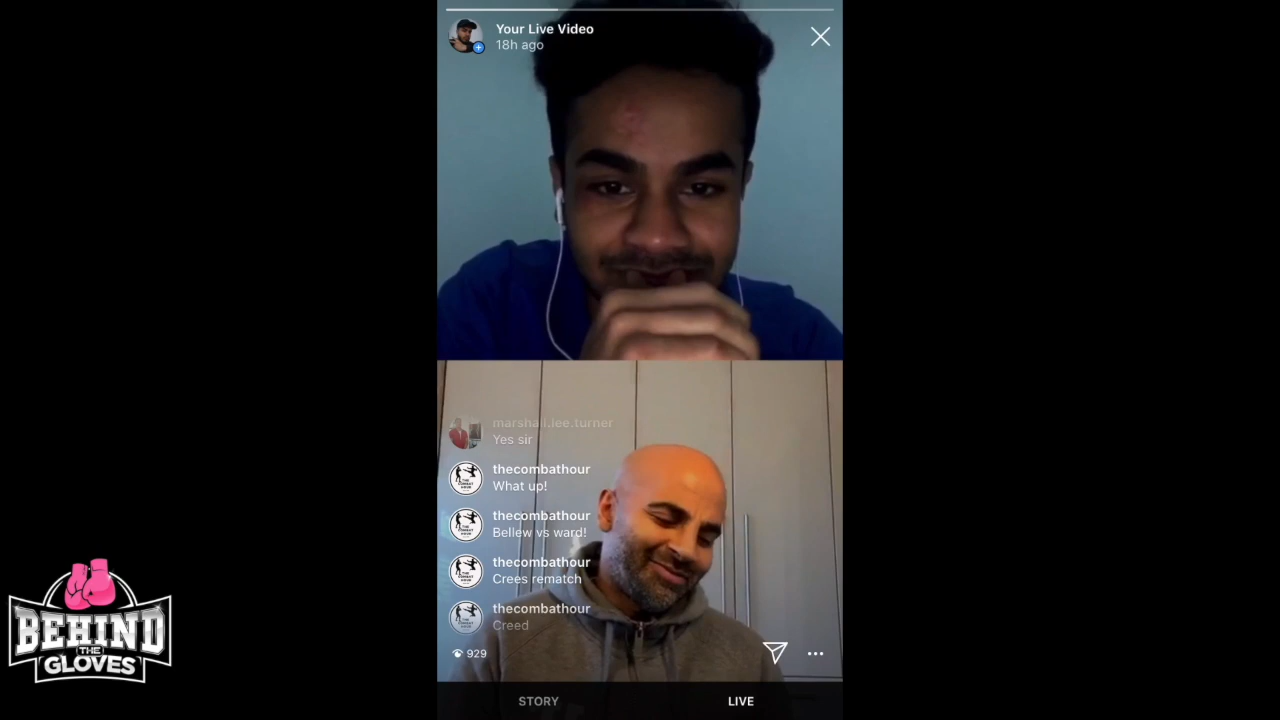 Your Live Video
18h ago
marshall.lee.turner
Yes sir
thecombathour
What up!
thecombathour
Bellew vs ward!
thecombathour
Crees rematch
thecombathour
Creed
929
STORY
LIVE
BEHIND
THE
GLOVES